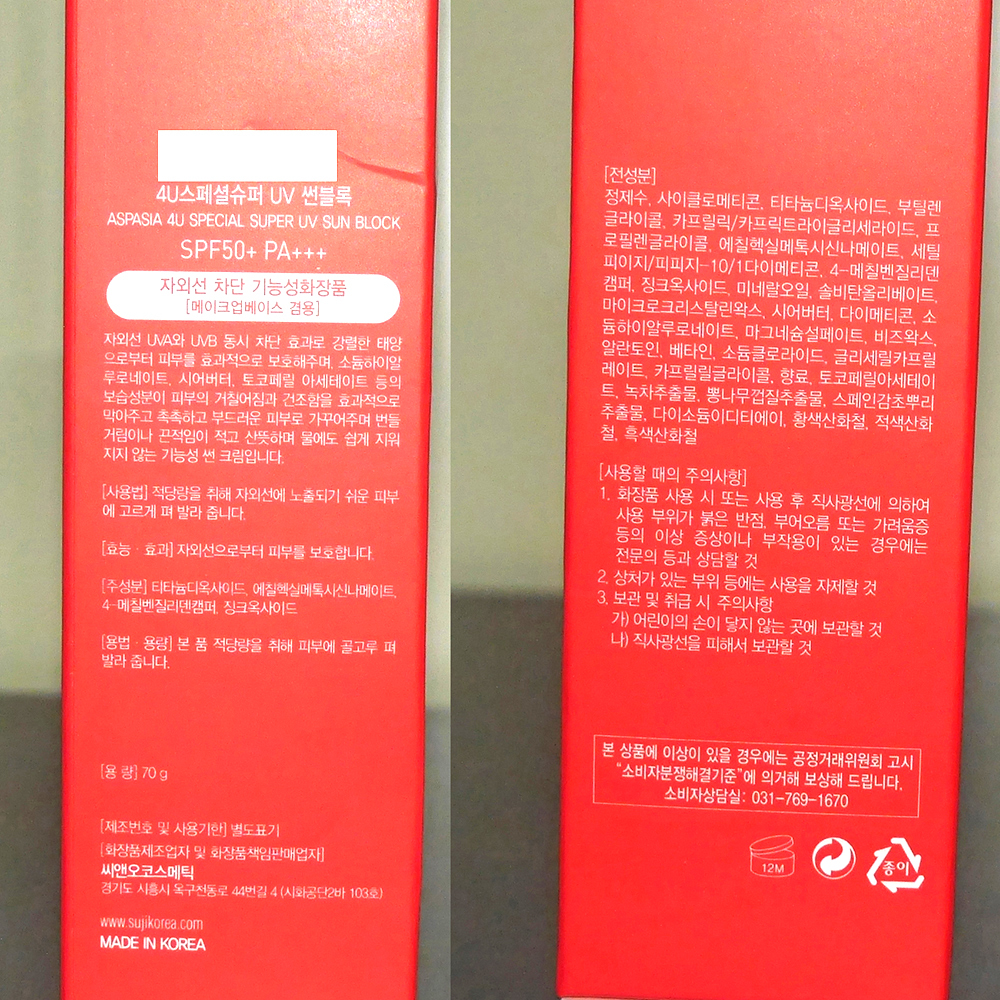 4U스페셜슈퍼 UV 썬블록
ASPASIA 4U SPECIAL SUPER UV SUN BLOCK
SPF50+ PA+++
자외선 차단 기능성화장품
[메이크업베이스 겸용]
자외선 UVA와 UVB 동시 차단 효과로 강렬한 태양
으로부터 피부를 효과적으로 보호해주며, 소듐하이알
루로네이트, 시어버터, 토코페릴 아세테이트 등의
보습성분이 피부의 거칠어짐과 건조함을 효과적으로
막아주고 촉촉하고 부드러운 피부로 가꾸어주며 번들
거림이나 끈적임이 적고 산뜻하며 물에도 쉽게 지워
지지 않는 기능성 썬 크림입니다.
[사용법] 적당량을 취해 자외선에 노출되기 쉬운 피부
에 고르게 펴 발라 줍니다.
[효능 · 효과] 자외선으로부터 피부를 보호합니다.
[주성분] 티타늄디옥사이드, 에칠헥실메톡시신나메이트,
4-메칠벤질리덴캠퍼, 징크옥사이드
[용법 · 용량] 본 품 적당량을 취해 피부에 골고루 펴
발라 줍니다.
[용 량] 70 g
[제조번호 및 사용기한] 별도표기
[화장품제조업자 및 화장품책임판매업자]
씨앤오코스메틱
경기도 시흥시 옥구천동로 44번길 4 (시화공단2바 103호)
www.sujikorea.com
MADE IN KOREA
[전성분]
정제수, 사이클로메티콘, 티타늄디옥사이드, 부틸렌
글라이콜, 카프릴릭/카프릭트라이글리세라이드, 프
로필렌글라이콜, 에칠헥실메톡시신나메이트, 세틸
피이지/피피지-10/1다이메티콘, 4-메칠벤질리덴
캠퍼, 징크옥사이드, 미네랄오일, 솔비탄올리베이트,
마이크로크리스탈린왁스, 시어버터, 다이메티콘, 소
듐하이알루로네이트, 마그네슘설페이트, 비즈왁스,
알란토인, 베타인, 소듐클로라이드, 글리세릴카프릴
레이트, 카프릴릴글라이콜, 향료, 토코페릴아세테이
트, 녹차추출물, 뽕나무껍질추출물, 스페인감초뿌리
추출물, 다이소듐이디티에이, 황색산화철, 적색산화
철, 흑색산화철
[사용할 때의 주의사항]
1. 화장품 사용 시 또는 사용 후 직사광선에 의하여
사용 부위가 붉은 반점, 부어오름 또는 가려움증
등의 이상 증상이나 부작용이 있는 경우에는
전문의 등과 상담할 것
2. 상처가 있는 부위 등에는 사용을 자제할 것
3. 보관 및 취급 시 주의사항
가) 어린이의 손이 닿지 않는 곳에 보관할 것
나) 직사광선을 피해서 보관할 것
본 상품에 이상이 있을 경우에는 공정거래위원회 고시
"소비자분쟁해결기준"에 의거해 보상해 드립니다.
소비자상담실: 031-769-1670
12M
종이